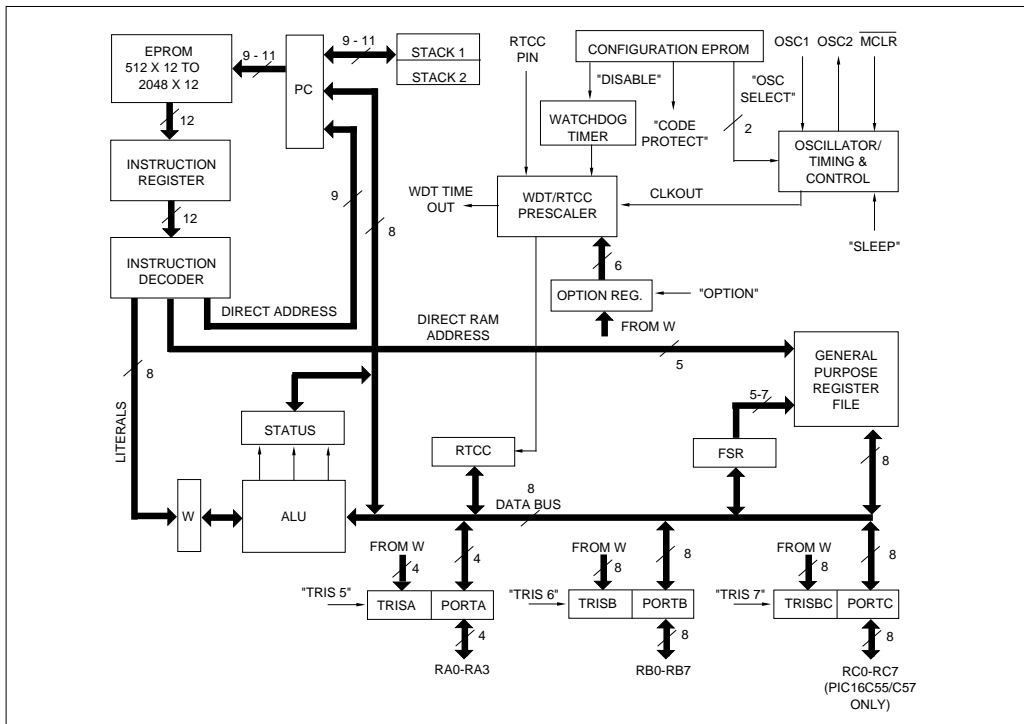 EPROM
512 X 12 TO
2048 X 12
9 - 11
PC
9 - 11
STACK 1
STACK 2
RTCC
PIN
CONFIGURATION EPROM
OSC1
OSC2
MCLR
"DISABLE"
"OSC
SELECT"
12
WATCHDOG
TIMER
"CODE
PROTECT"
2
INSTRUCTION
REGISTER
OSCILLATOR/
TIMING &
CONTROL
9
WDT TIME
OUT
WDT/RTCC
PRESCALER
CLKOUT
12
8
"SLEEP"
INSTRUCTION
DECODER
6
OPTION REG.
"OPTION"
DIRECT ADDRESS
DIRECT RAM
ADDRESS
FROM W
8
5
GENERAL
PURPOSE
REGISTER
FILE
LITERALS
5-7
STATUS
RTCC
FSR
8
8
DATA BUS
W
ALU
FROM W
4
4
FROM W
8
8
FROM W
8
8
"TRIS 5"
TRISA
PORTA
"TRIS 6"
TRISB
PORTB
"TRIS 7"
TRISBC
PORTC
4
8
8
RA0-RA3
RB0-RB7
RC0-RC7
(PIC16C55/C57
ONLY)